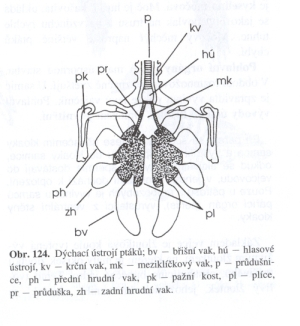 p
kv
hú
pk
pr
mk
ph
zh
bv
pl
Obr. 124. Dýchací ústrojí ptáků; bv — břišní vak, hú — hlasové
ústrojí, kv — krční vak, mk — meziklíčkový vak, p — průdušni-
ce, ph — přední hrudní vak, pk — pažní kost, pl — plíce,
pr — průduška, zh — zadní hrudní vak.